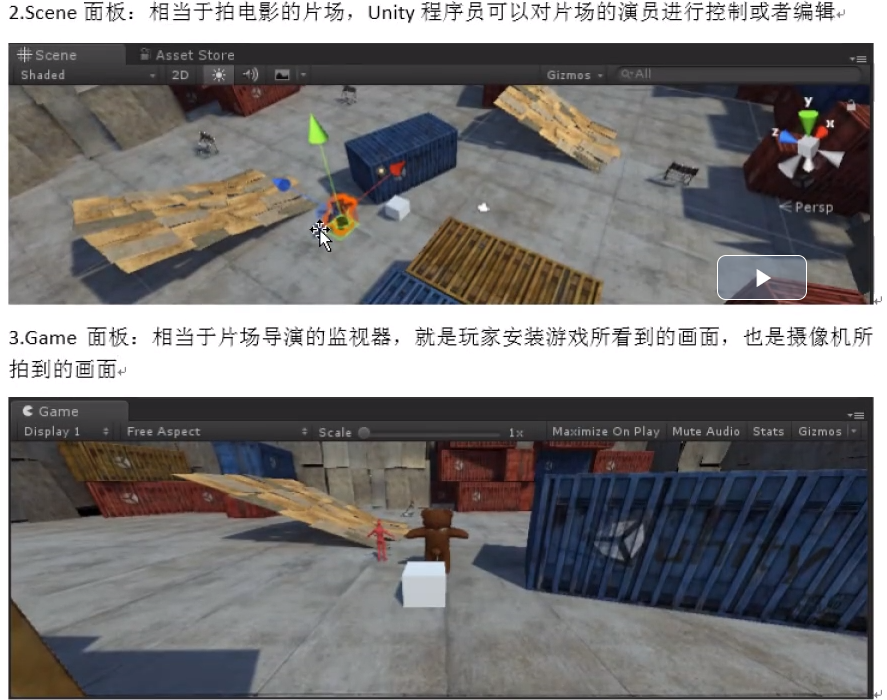 2.Scene 面板：相当于拍电影的片场，Unity 程序员可以对片场的演员进行控制或者编辑
Scene Asset Store
Shaded 2D Gizmos All
y
x
z
Persp
3.Game 面板：相当于片场导演的监视器，就是玩家安装游戏所看到的画面，也是摄像机所
拍到的画面
Game
Display 1 Free Aspect Scale 1x Maximize On Play Mute Audio Stats Gizmos